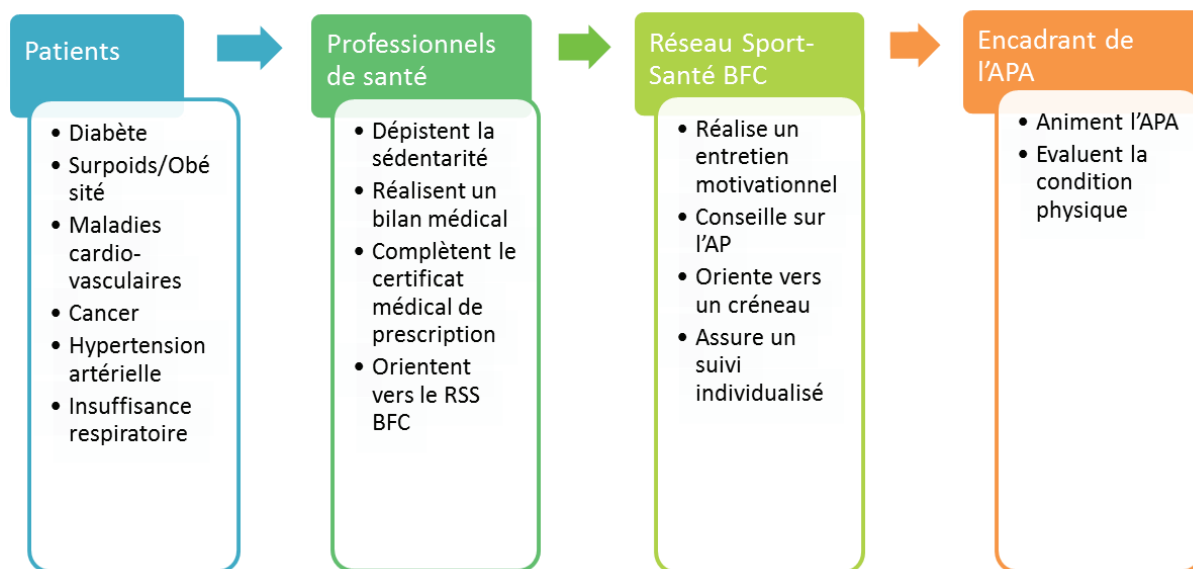 Patients
• Diabète
• Surpoids/Obé
sité
• Maladies
cardio-
vasculaires
• Cancer
• Hypertension
artérielle
• Insuffisance
respiratoire
Professionnels
de santé
• Dépistent la
sédentarité
• Réalisent un
bilan médical
• Complètent le
certificat
médical de
prescription
• Orientent
vers le RSS
BFC
Réseau Sport-
Santé BFC
• Réalise un
entretien
motivationnel
• Conseille sur
l’AP
• Oriente vers
un créneau
• Assure un
suivi
individualisé
Encadrant de
l’APA
• Animent l’APA
• Evaluent la
condition
physique